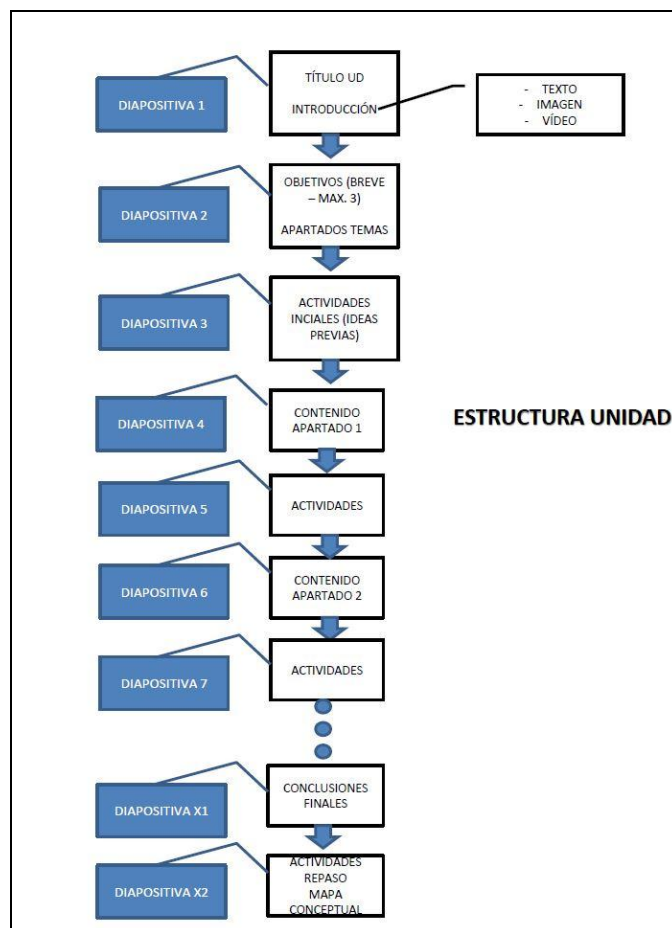 DIAPOSITIVA 1
TÍTULO UD
INTRODUCCIÓN
- TEXTO
- IMAGEN
- VÍDEO
DIAPOSITIVA 2
OBJETIVOS (BREVE
– MAX. 3)
APARTADOS TEMAS
DIAPOSITIVA 3
ACTIVIDADES
INCIALES (IDEAS
PREVIAS)
DIAPOSITIVA 4
CONTENIDO
APARTADO 1
ESTRUCTURA UNIDAD
DIAPOSITIVA 5
ACTIVIDADES
DIAPOSITIVA 6
CONTENIDO
APARTADO 2
DIAPOSITIVA 7
ACTIVIDADES
DIAPOSITIVA X1
CONCLUSIONES
FINALES
DIAPOSITIVA X2
ACTIVIDADES
REPASO
MAPA
CONCEPTUAL